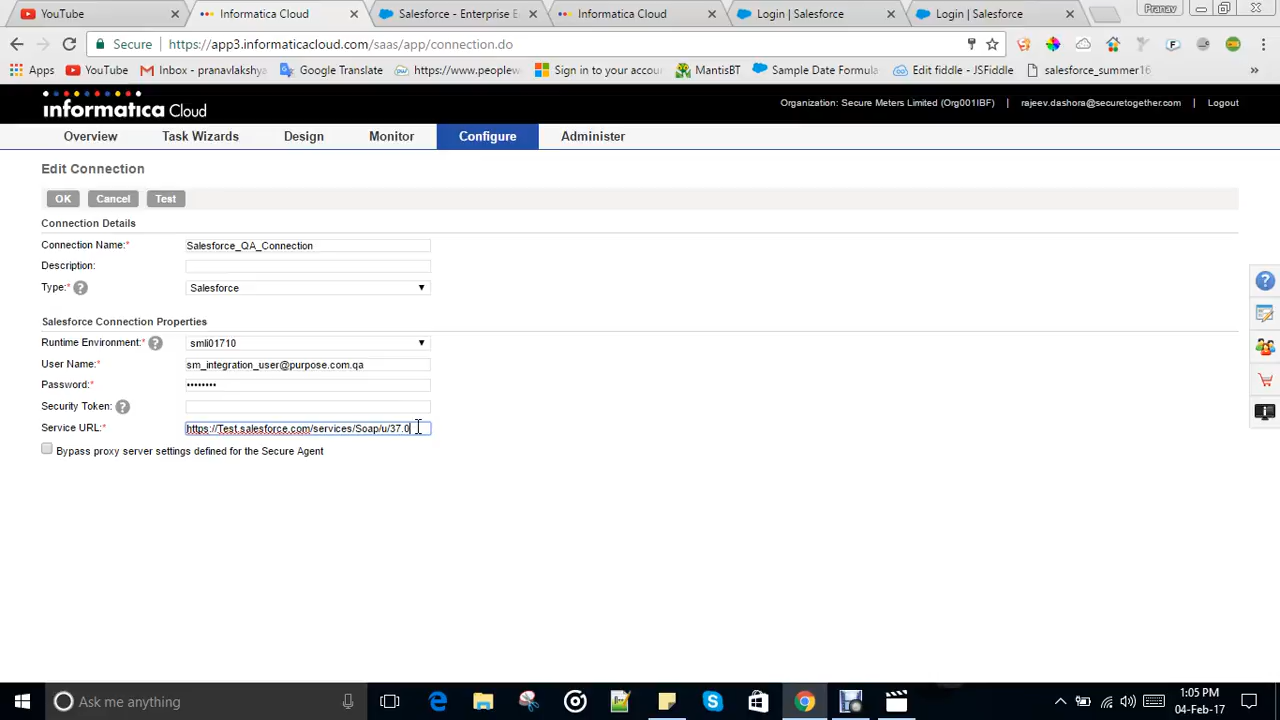 YouTube
Informatica Cloud
Salesforce - Enterprise E
Informatica Cloud
Login | Salesforce
Login | Salesforce
Pranav
Secure
https://app3.informaticacloud.com/saas/app/connection.do
Apps
YouTube
Inbox - pranavlakshya
Google Translate
https://www.peoplew
Sign in to your accou
MantisBT
Sample Date Formula
Edit fiddle - JSFiddle
salesforce_summer16
informatica Cloud
Organization: Secure Meters Limited (Org001IBF) | rajeev.dashora@securetogether.com | Logout
Overview
Task Wizards
Design
Monitor
Configure
Administer
Edit Connection
OK
Cancel
Test
Connection Details
Connection Name:* Salesforce_QA_Connection
Description:
Type:* Salesforce
Salesforce Connection Properties
Runtime Environment:* smli01710
User Name:* sm_integration_user@purpose.com.qa
Password:* ••••••••
Security Token:
Service URL:* https://Test.salesforce.com/services/Soap/u/37.0
Bypass proxy server settings defined for the Secure Agent
Ask me anything
1:05 PM
04-Feb-17